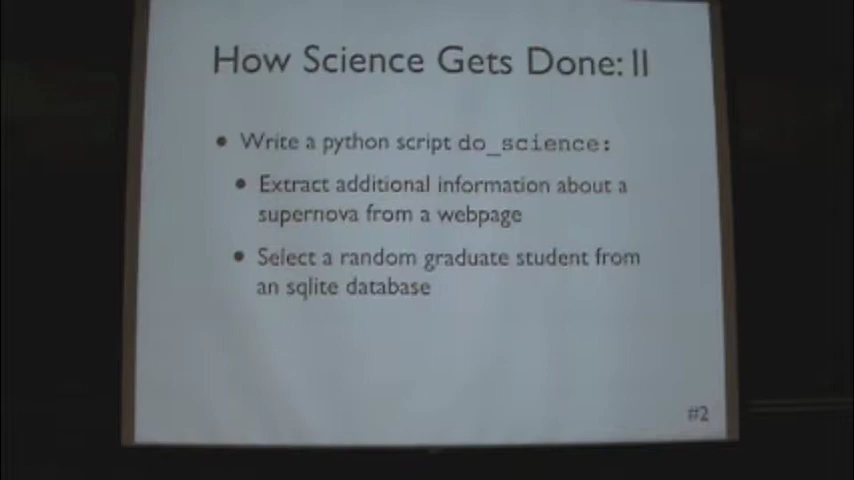 How Science Gets Done: II
• Write a python script do_science:
• Extract additional information about a
supernova from a webpage
• Select a random graduate student from
an sqlite database
#2